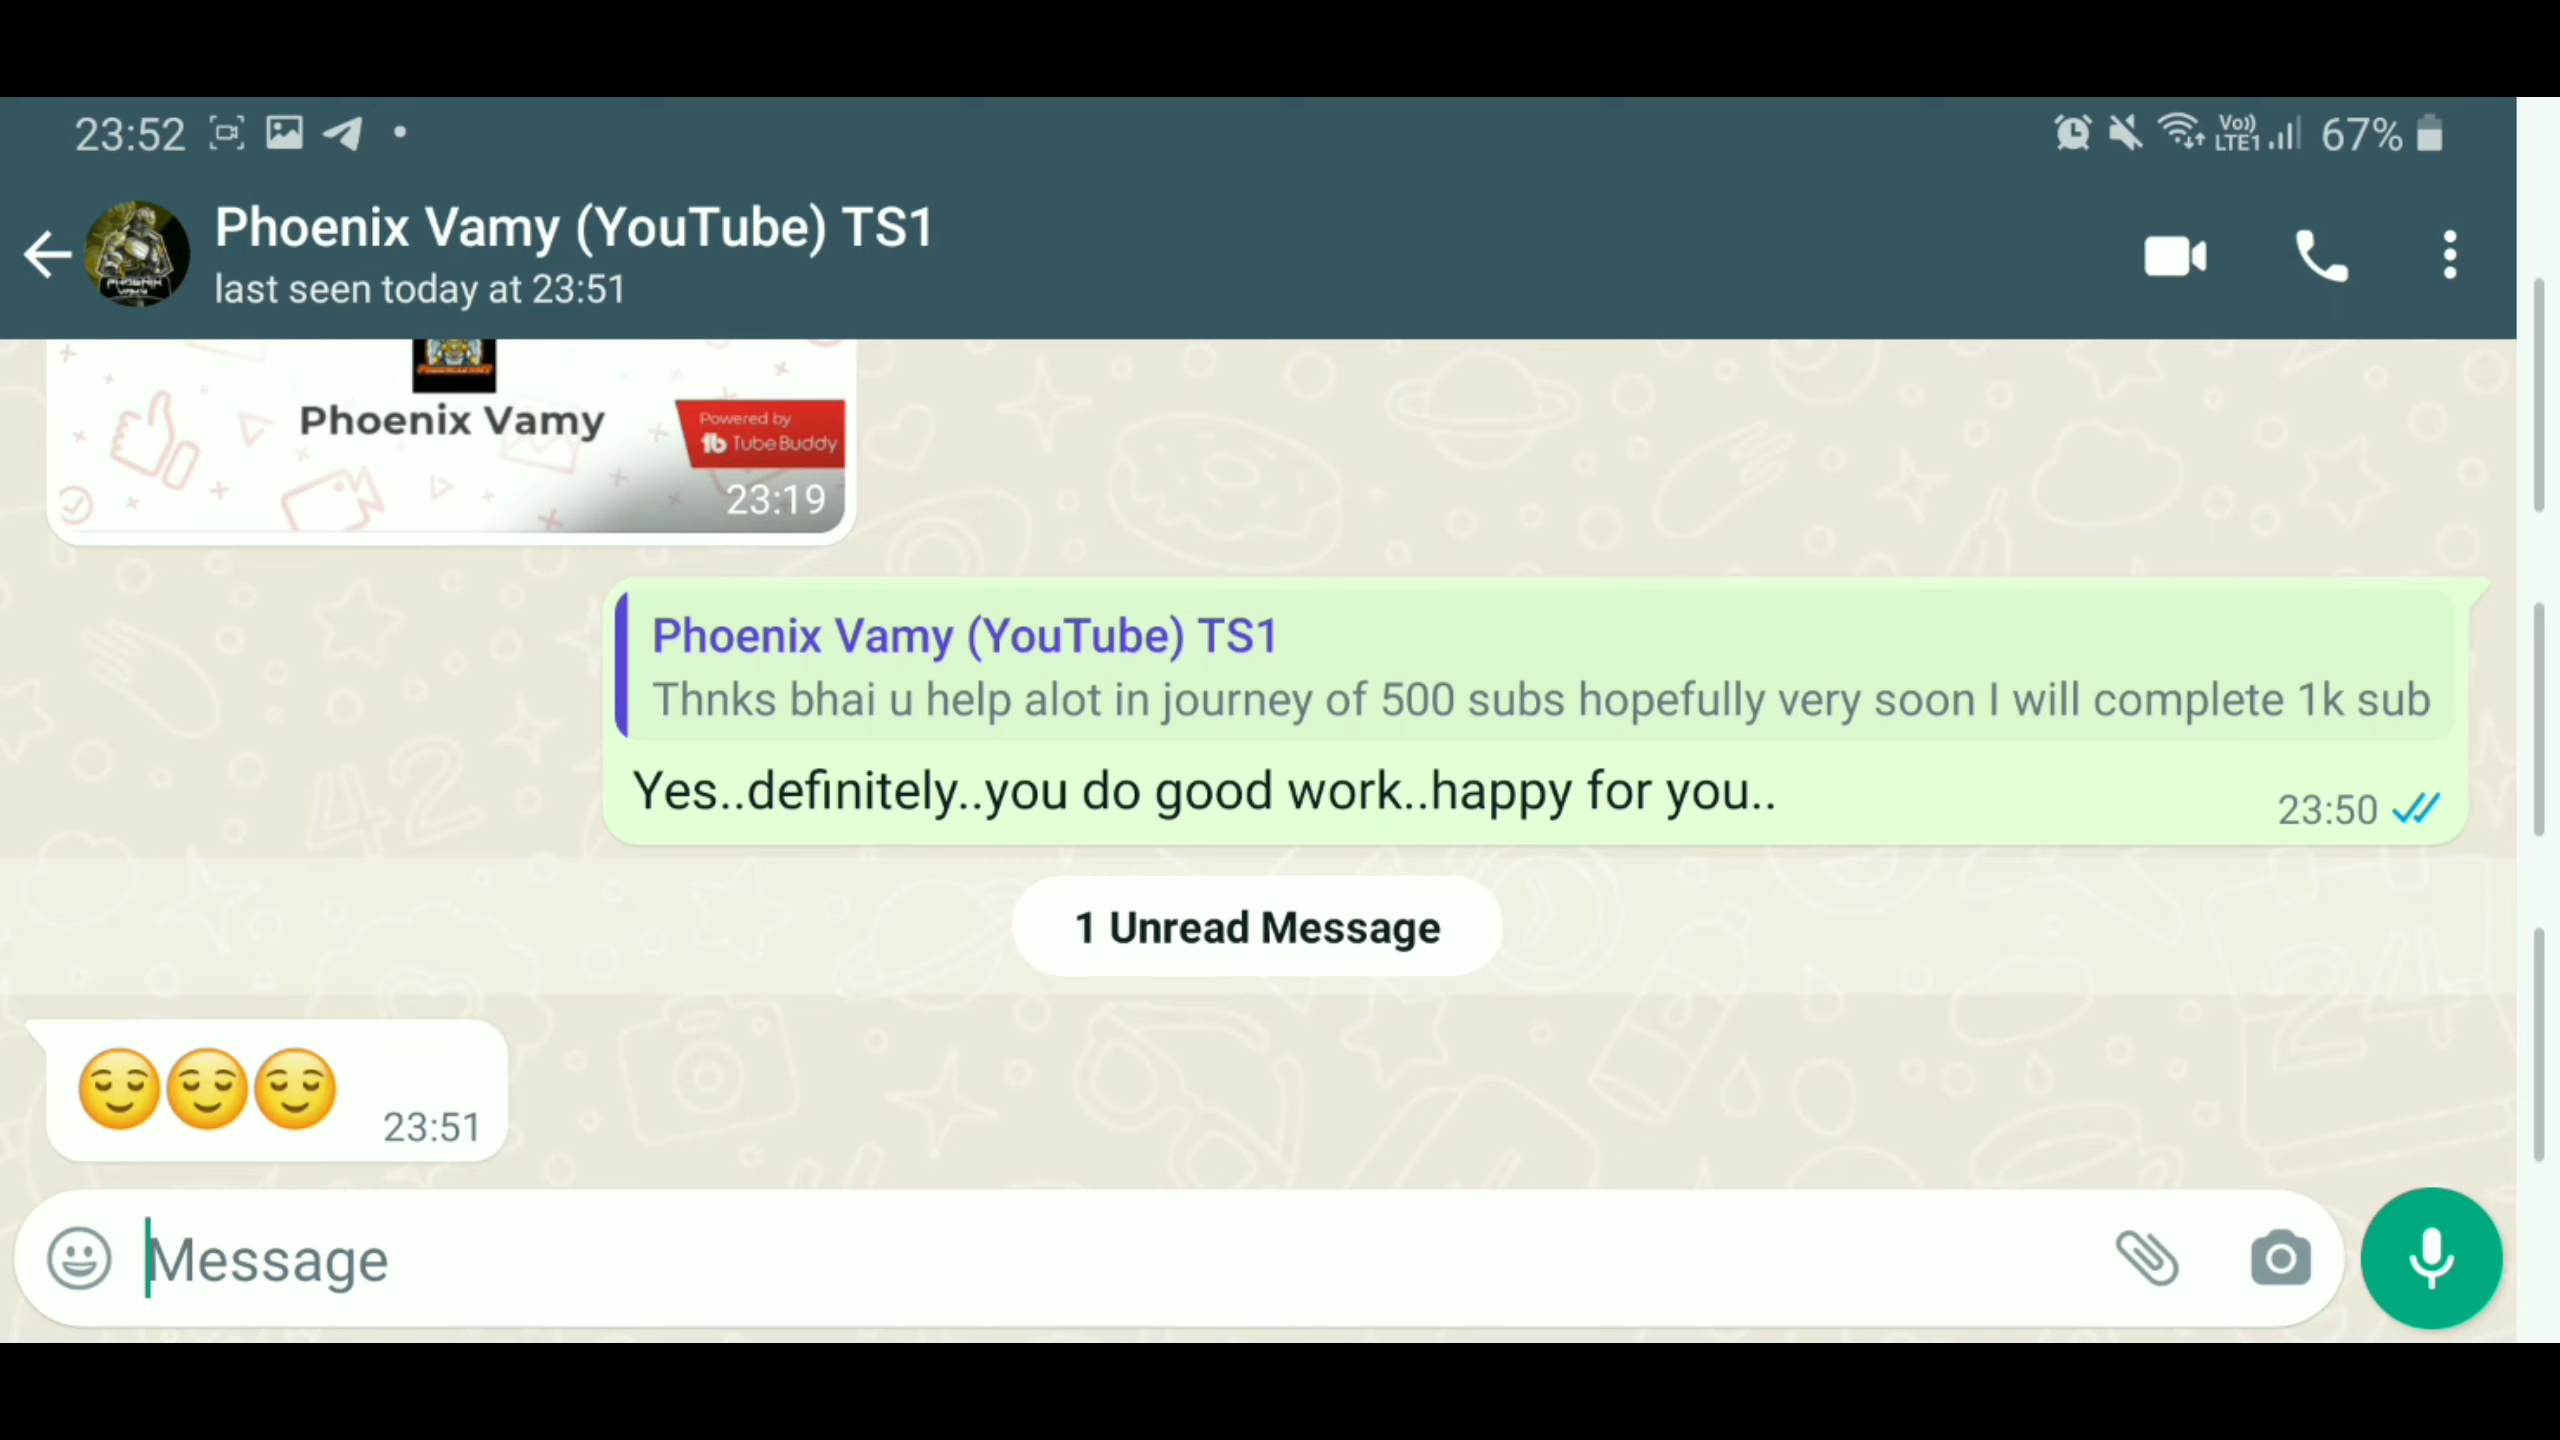 23:52
Vo)) LTE1 67%
Phoenix Vamy (YouTube) TS1
last seen today at 23:51
Phoenix Vamy
Powered by
TubeBuddy
23:19
Phoenix Vamy (YouTube) TS1
Thnks bhai u help alot in journey of 500 subs hopefully very soon I will complete 1k sub
Yes..definitely..you do good work..happy for you..
23:50
1 Unread Message
23:51
Message